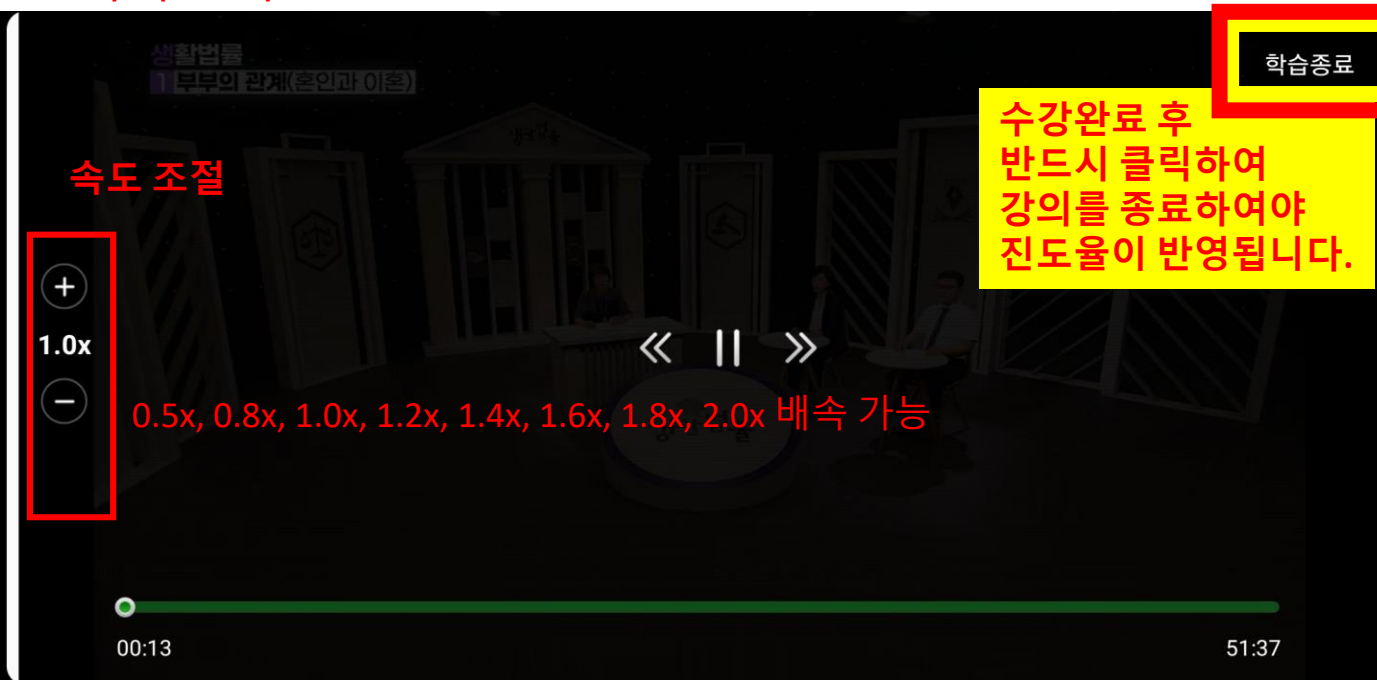 생활법률
1 부부의 관계(혼인과 이혼)
학습종료
수강완료 후
반드시 클릭하여
강의를 종료하여야
진도율이 반영됩니다.
속도 조절
1.0x
0.5x, 0.8x, 1.0x, 1.2x, 1.4x, 1.6x, 1.8x, 2.0x 배속 가능
00:13
51:37